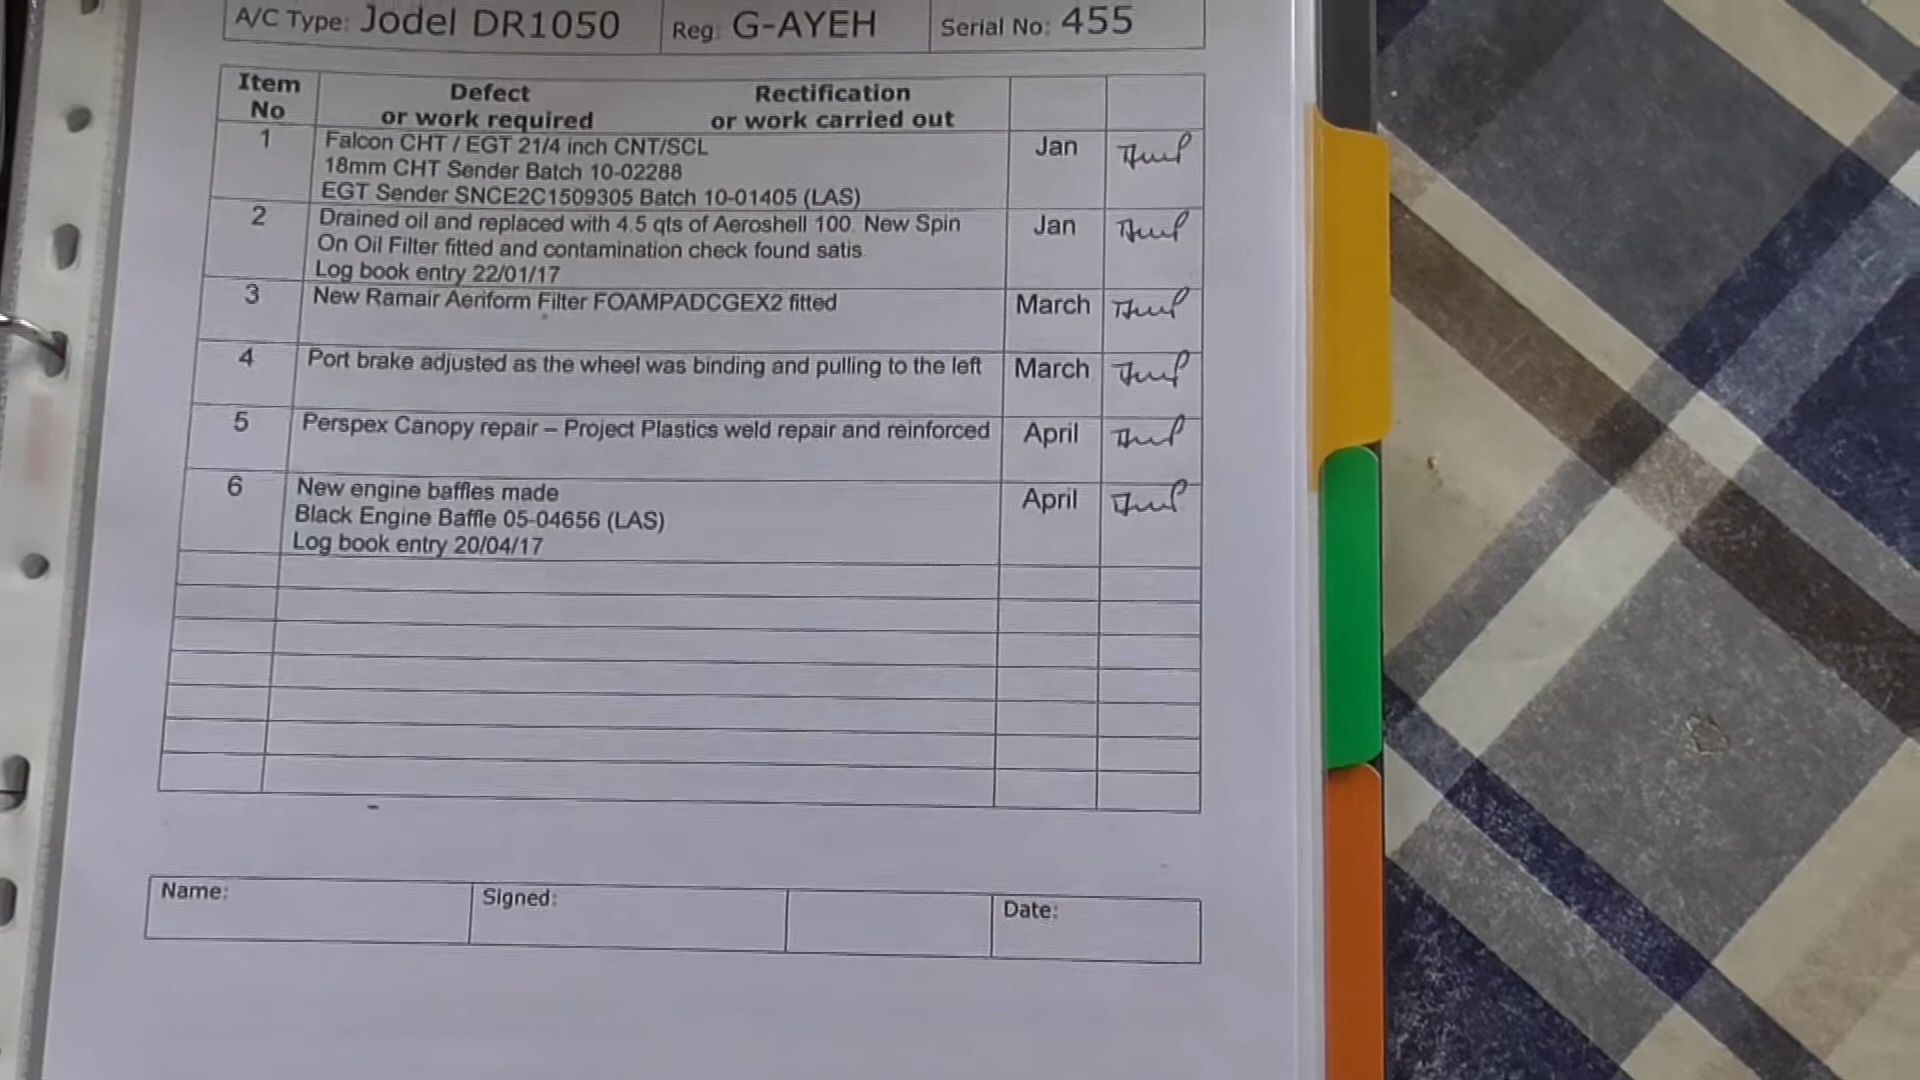 A/C Type: Jodel DR1050 Reg: G-AYEH Serial No: 455
Item No Defect or work required Rectification or work carried out
1 Falcon CHT / EGT 21/4 inch CNT/SCL Jan
18mm CHT Sender Batch 10-02288
EGT Sender SNCE2C1509305 Batch 10-01405 (LAS)
2 Drained oil and replaced with 4.5 qts of Aeroshell 100. New Spin Jan
On Oil Filter fitted and contamination check found satis.
Log book entry 22/01/17
3 New Ramair Aeriform Filter FOAMPADCGEX2 fitted March
4 Port brake adjusted as the wheel was binding and pulling to the left March
5 Perspex Canopy repair – Project Plastics weld repair and reinforced April
6 New engine baffles made April
Black Engine Baffle 05-04656 (LAS)
Log book entry 20/04/17
Name: Signed: Date: